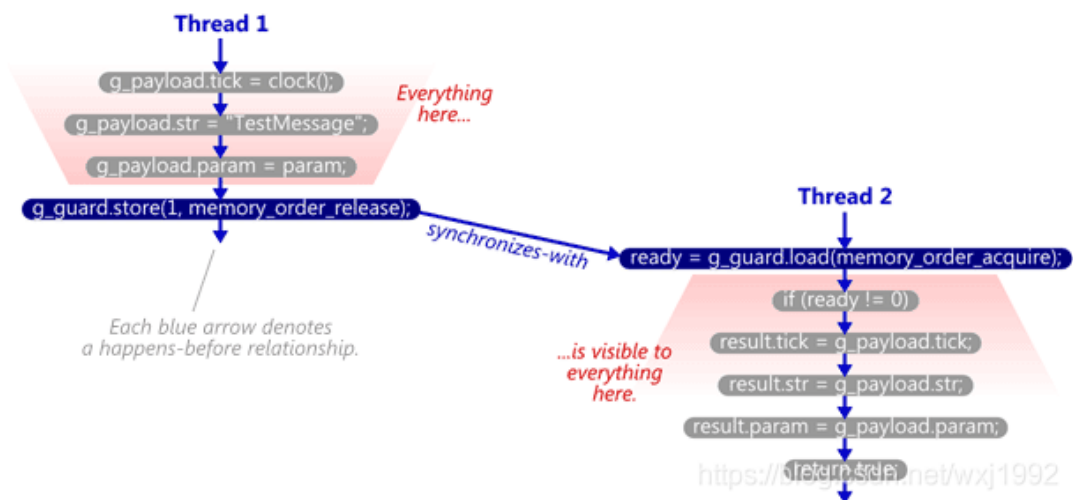 Thread 1
g_payload.tick = clock();
g_payload.str = "TestMessage";
g_payload.param = param;
Everything
here...
g_guard.store(1, memory_order_release);
synchronizes-with
Each blue arrow denotes
a happens-before relationship.
Thread 2
ready = g_guard.load(memory_order_acquire);
if (ready != 0)
result.tick = g_payload.tick;
result.str = g_payload.str;
result.param = g_payload.param;
return true;
...is visible to
everything
here.
https://blog.csdn.net/wxj1992